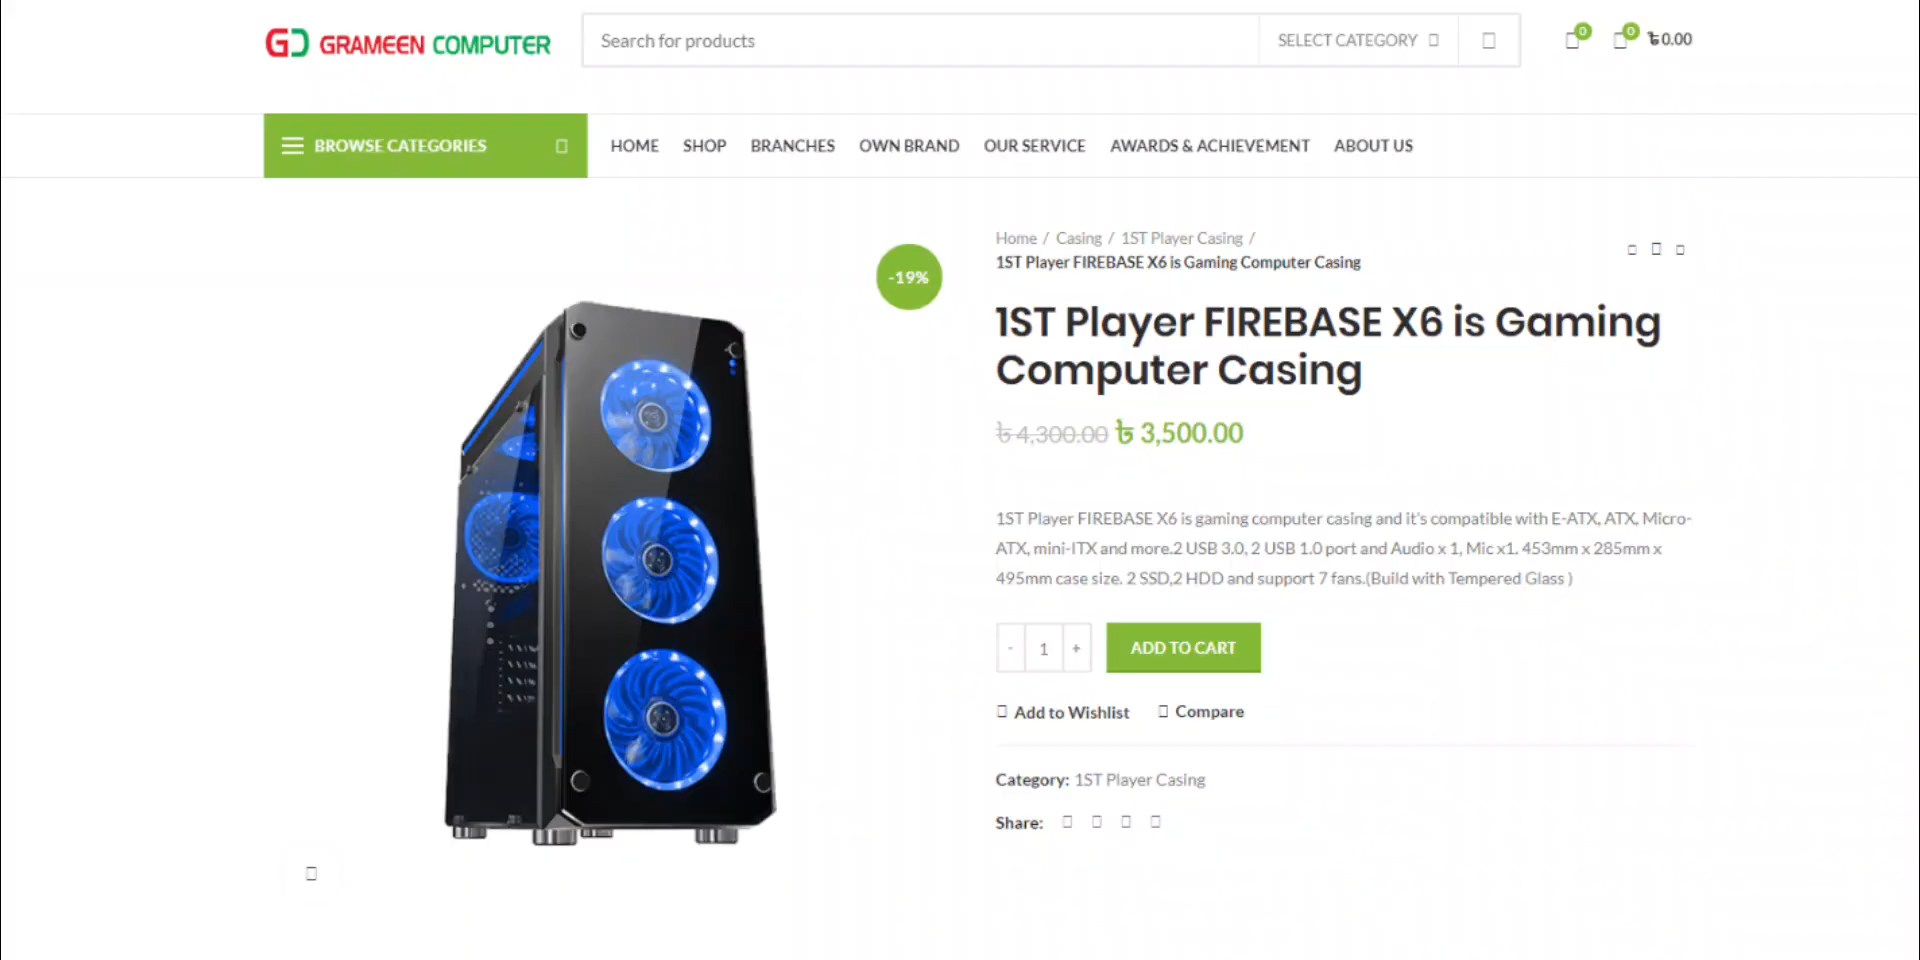 GRAMEEN COMPUTER
Search for products
SELECT CATEGORY
0
0
৳ 0.00
BROWSE CATEGORIES
HOME
SHOP
BRANCHES
OWN BRAND
OUR SERVICE
AWARDS & ACHIEVEMENT
ABOUT US
-19%
Home / Casing / 1ST Player Casing /
1ST Player FIREBASE X6 is Gaming Computer Casing
1ST Player FIREBASE X6 is Gaming
Computer Casing
৳ 4,300.00 ৳ 3,500.00
1ST Player FIREBASE X6 is gaming computer casing and it's compatible with E-ATX, ATX, Micro-
ATX, mini-ITX and more.2 USB 3.0, 2 USB 1.0 port and Audio x 1, Mic x1. 453mm x 285mm x
495mm case size. 2 SSD,2 HDD and support 7 fans.(Build with Tempered Glass )
- 1 +
ADD TO CART
Add to Wishlist
Compare
Category: 1ST Player Casing
Share: